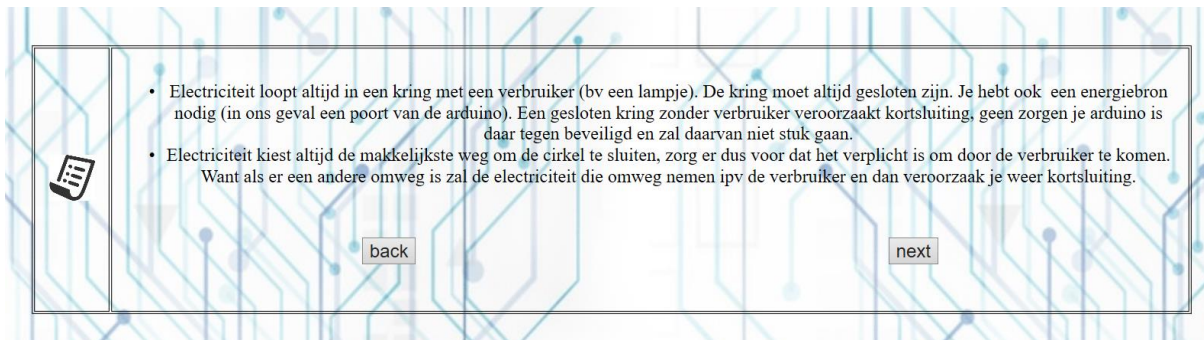 • Electriciteit loopt altijd in een kring met een verbruiker (bv een lampje). De kring moet altijd gesloten zijn. Je hebt ook een energiebron
nodig (in ons geval een poort van de arduino). Een gesloten kring zonder verbruiker veroorzaakt kortsluiting, geen zorgen je arduino is
daar tegen beveiligd en zal daarvan niet stuk gaan.
• Electriciteit kiest altijd de makkelijkste weg om de cirkel te sluiten, zorg er dus voor dat het verplicht is om door de verbruiker te komen.
Want als er een andere omweg is zal de electriciteit die omweg nemen ipv de verbruiker en dan veroorzaak je weer kortsluiting.
back
next